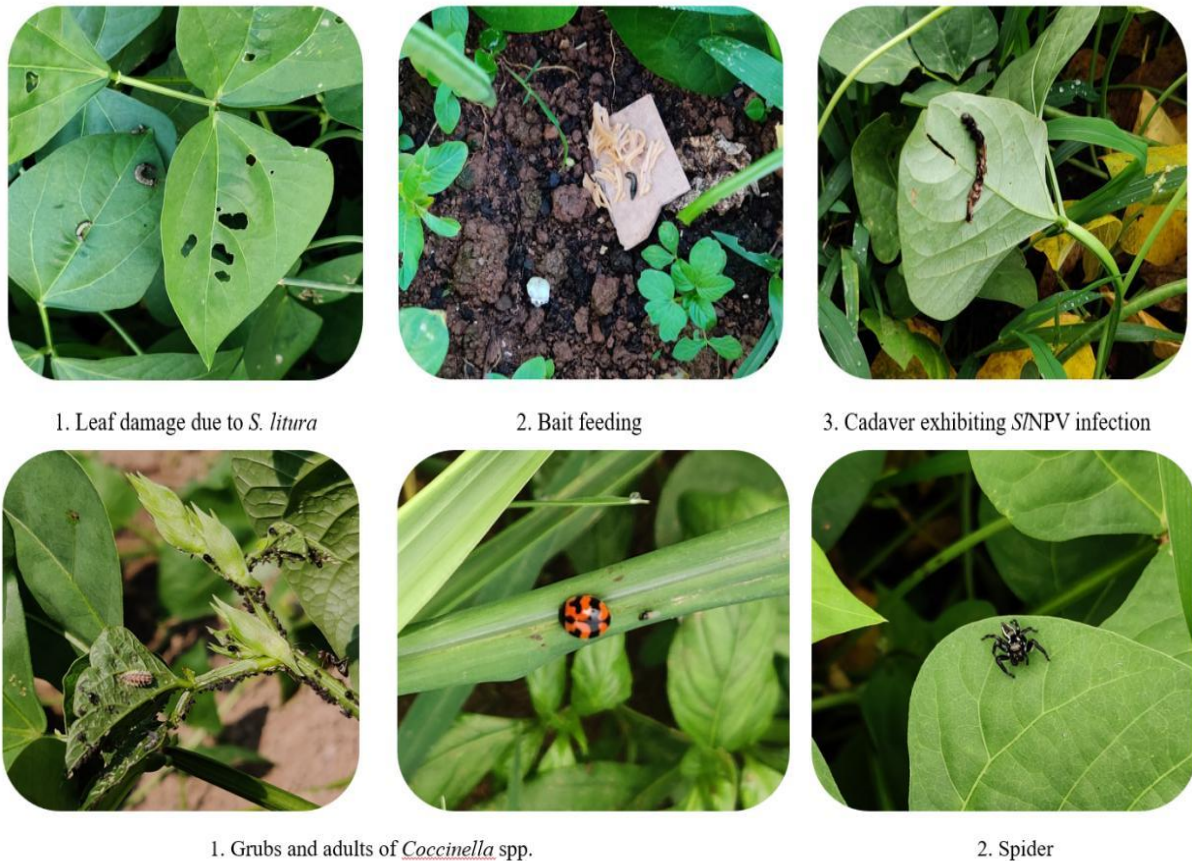 1. Leaf damage due to S. litura
2. Bait feeding
3. Cadaver exhibiting SlNPV infection
1. Grubs and adults of Coccinella spp.
2. Spider